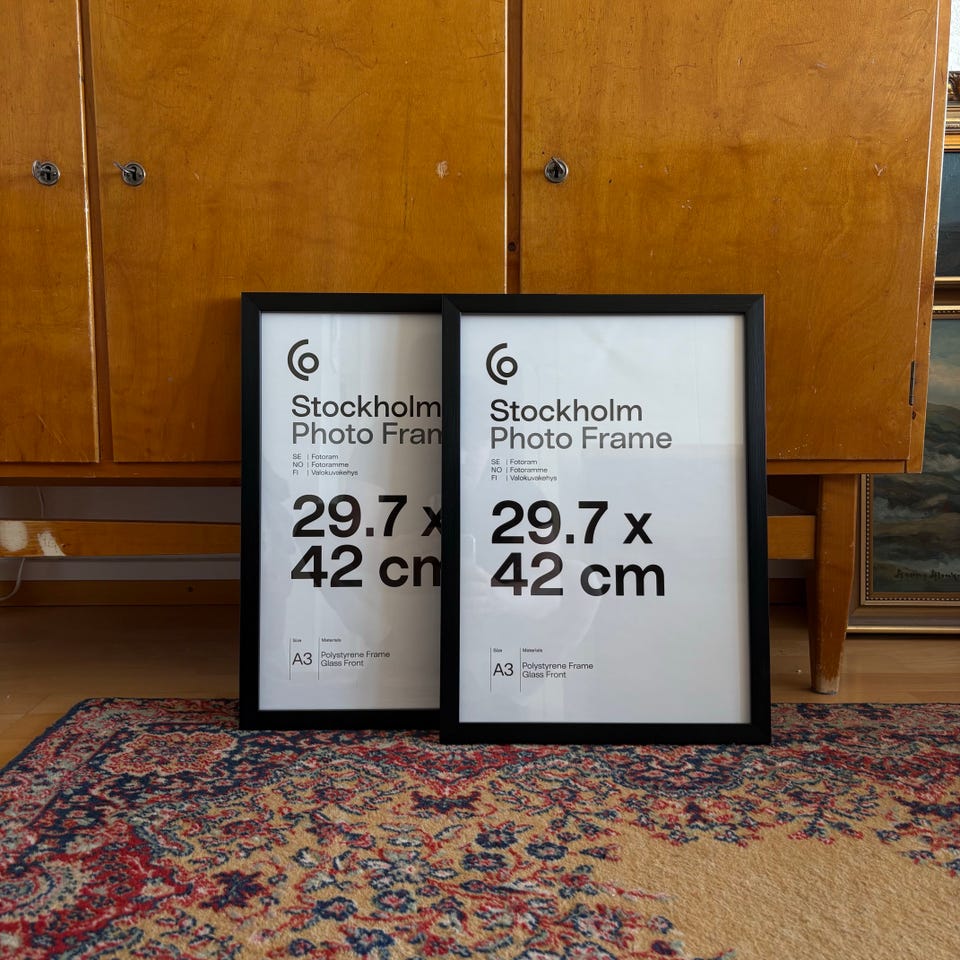 Stockholm
Photo Fram
SE | Fotoram
NO | Fotoramme
FI | Valokuvakehys
29.7 x
42 cm
Size
A3
Materials
Polystyrene Frame
Glass Front
Stockholm
Photo Frame
SE | Fotoram
NO | Fotoramme
FI | Valokuvakehys
29.7 x
42 cm
Size
A3
Materials
Polystyrene Frame
Glass Front